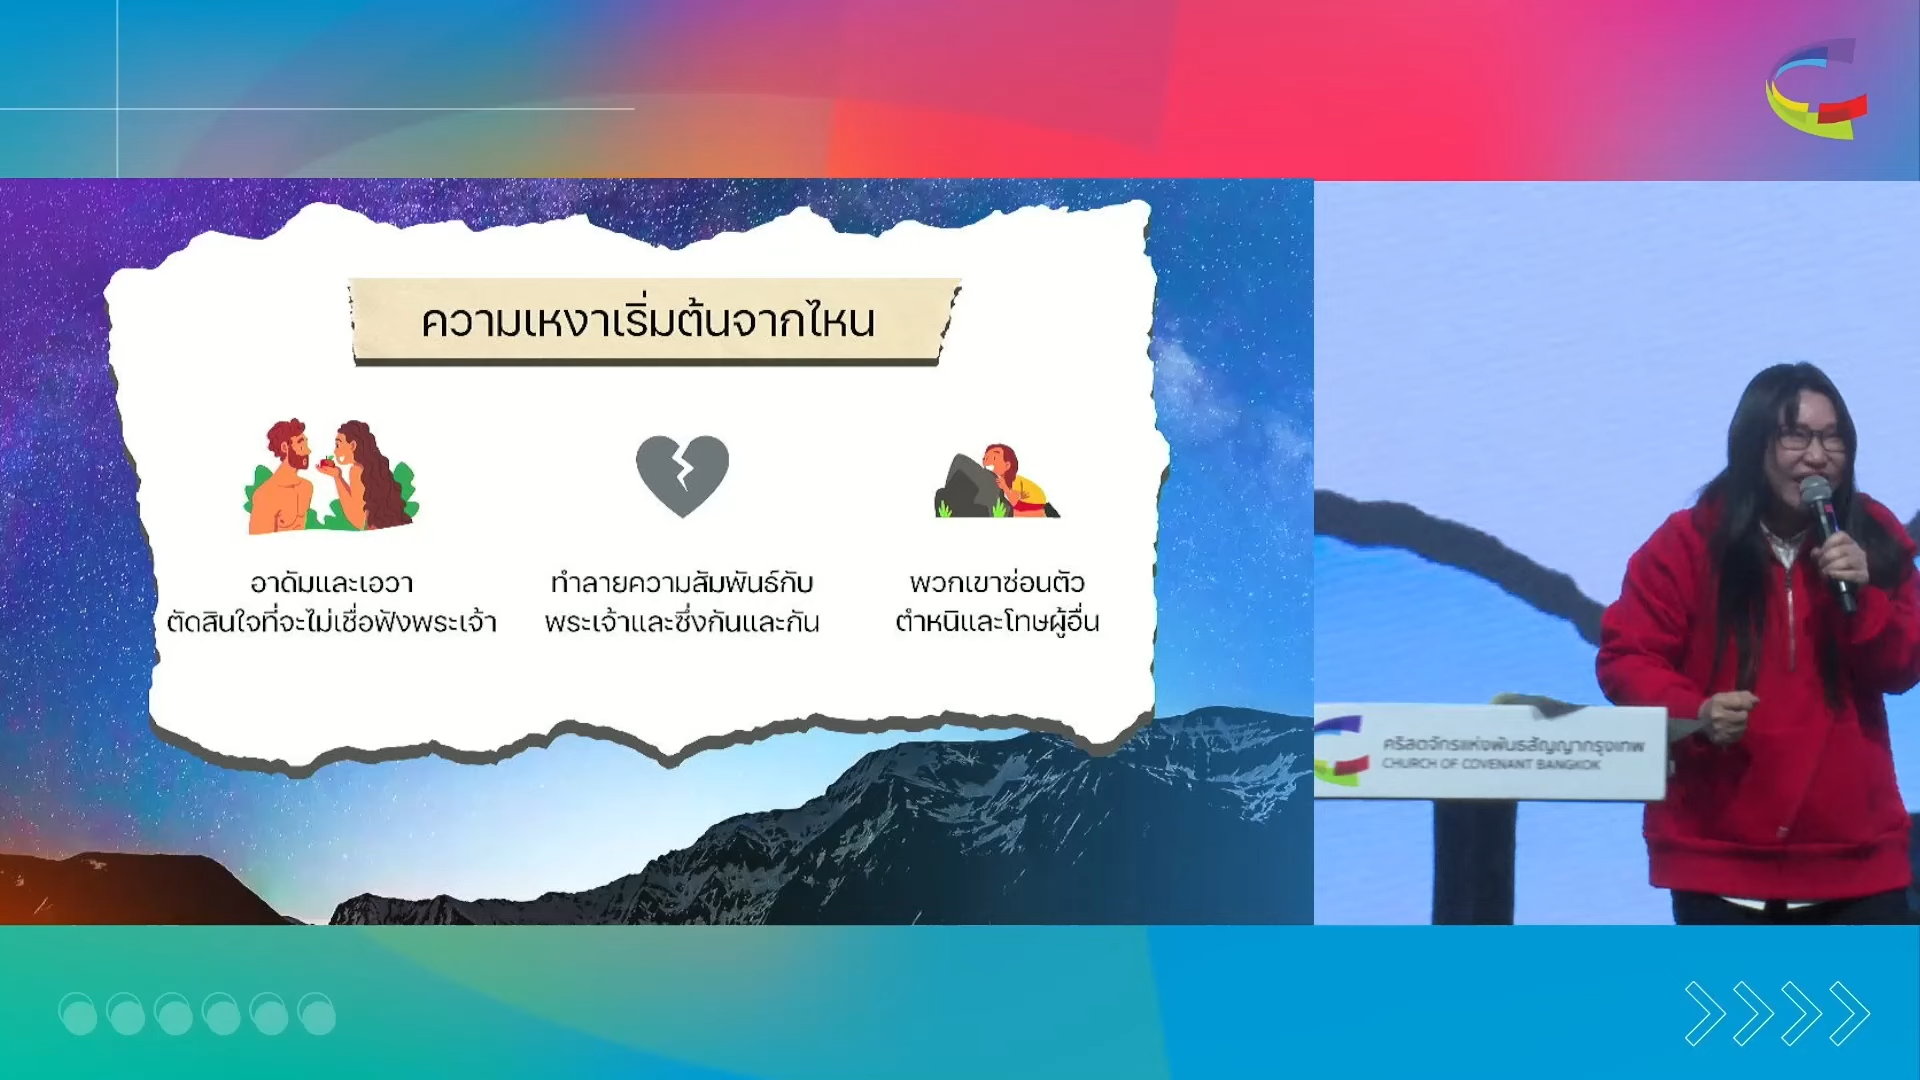 ความเหงาเริ่มต้นจากไหน
อาดัมและเอวา
ตัดสินใจที่จะไม่เชื่อฟังพระเจ้า
ทำลายความสัมพันธ์กับ
พระเจ้าและซึ่งกันและกัน
พวกเขาซ่อนตัว
ตำหนิและโทษผู้อื่น
คริสตจักรแห่งพันธสัญญากรุงเทพ
CHURCH OF COVENANT BANGKOK